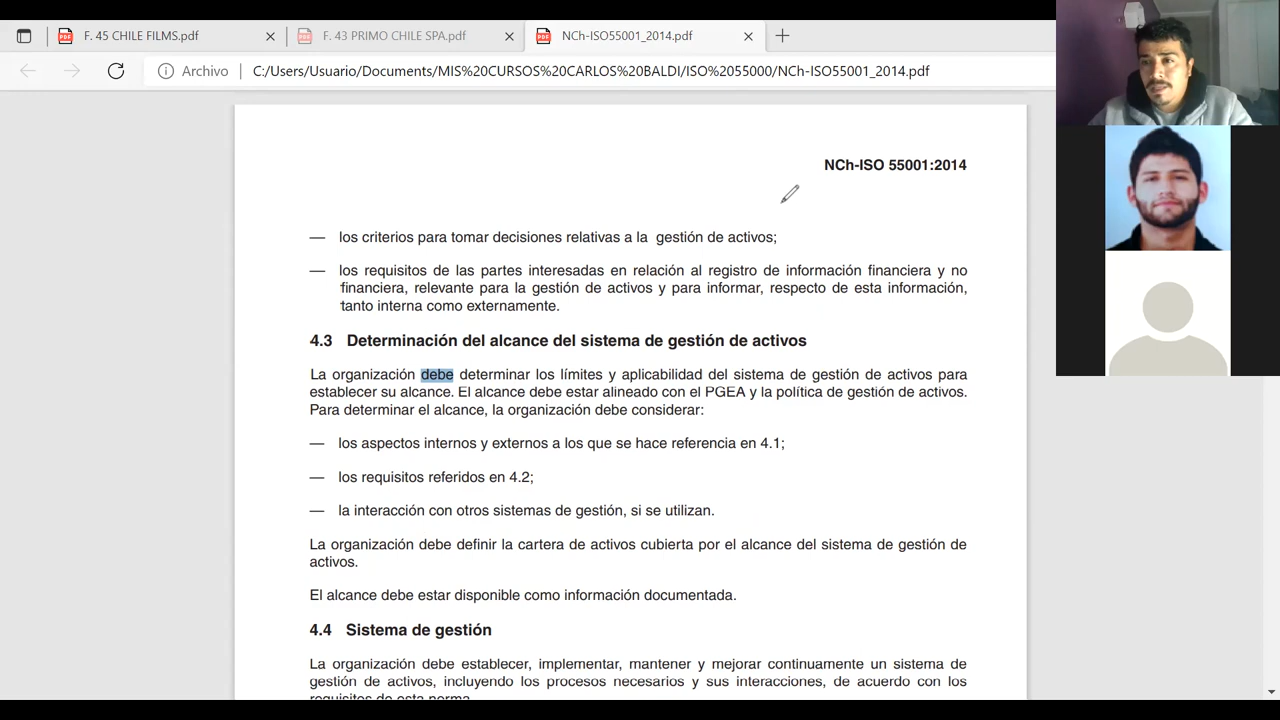 F. 45 CHILE FILMS.pdf
F. 43 PRIMO CHILE SPA.pdf
NCh-ISO55001_2014.pdf
Archivo
C:/Users/Usuario/Documents/MIS%20CURSOS%20CARLOS%20BALDI/ISO%2055000/NCh-ISO55001_2014.pdf
NCh-ISO 55001:2014
— los criterios para tomar decisiones relativas a la gestión de activos;
— los requisitos de las partes interesadas en relación al registro de información financiera y no
financiera, relevante para la gestión de activos y para informar, respecto de esta información,
tanto interna como externamente.
4.3 Determinación del alcance del sistema de gestión de activos
La organización debe determinar los límites y aplicabilidad del sistema de gestión de activos para
establecer su alcance. El alcance debe estar alineado con el PGEA y la política de gestión de activos.
Para determinar el alcance, la organización debe considerar:
— los aspectos internos y externos a los que se hace referencia en 4.1;
— los requisitos referidos en 4.2;
— la interacción con otros sistemas de gestión, si se utilizan.
La organización debe definir la cartera de activos cubierta por el alcance del sistema de gestión de
activos.
El alcance debe estar disponible como información documentada.
4.4 Sistema de gestión
La organización debe establecer, implementar, mantener y mejorar continuamente un sistema de
gestión de activos, incluyendo los procesos necesarios y sus interacciones, de acuerdo con los
requisitos de esta norma